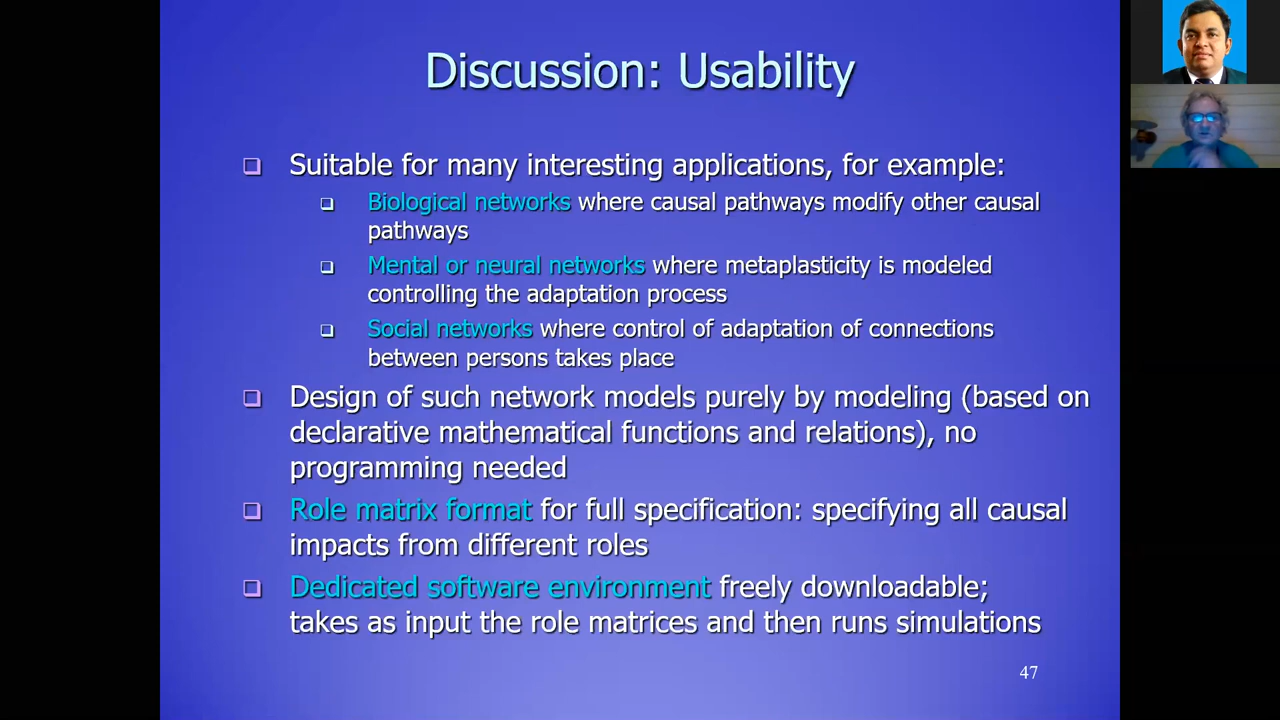 Discussion: Usability
Suitable for many interesting applications, for example:
Biological networks where causal pathways modify other causal
pathways
Mental or neural networks where metaplasticity is modeled
controlling the adaptation process
Social networks where control of adaptation of connections
between persons takes place
Design of such network models purely by modeling (based on
declarative mathematical functions and relations), no
programming needed
Role matrix format for full specification: specifying all causal
impacts from different roles
Dedicated software environment freely downloadable;
takes as input the role matrices and then runs simulations
47